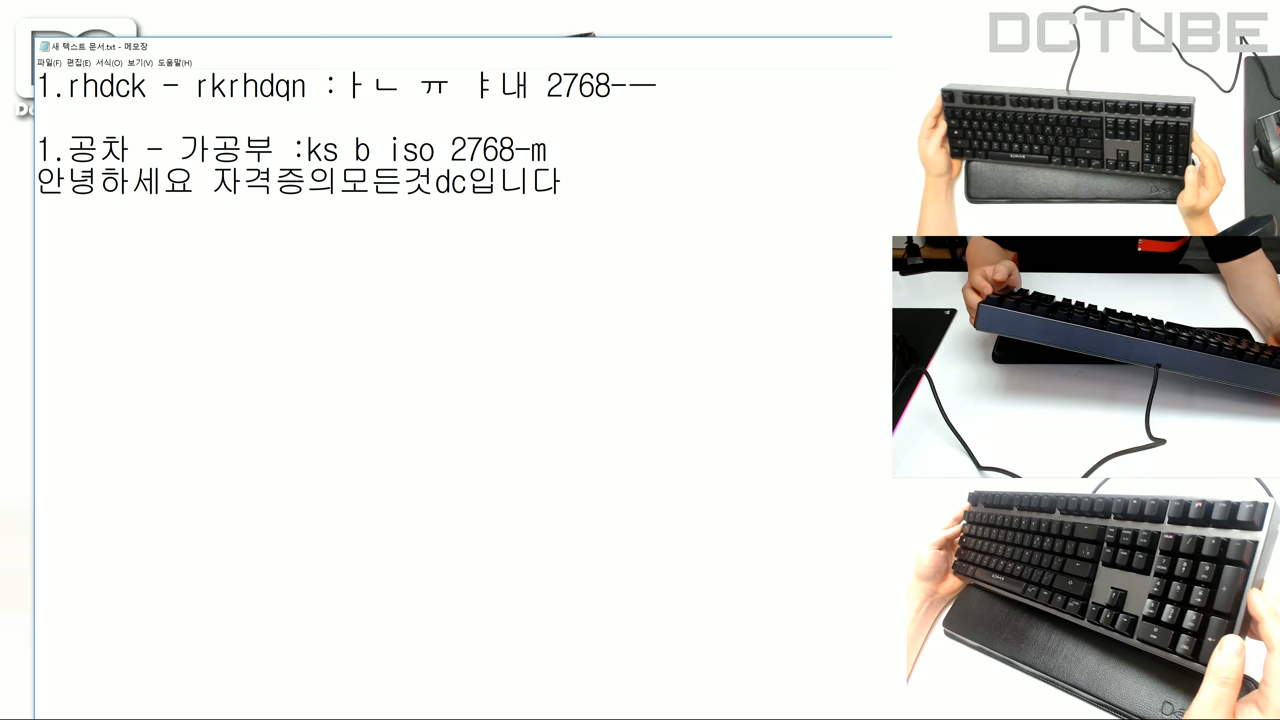 DCTUBE
새 텍스트 문서.txt - 메모장
파일(F) 편집(E) 서식(O) 보기(V) 도움말(H)
1.rhdck - rkrhdqn :ㅏㄴ ㅠ ㅑ내 2768-ㅡ
1.공차 - 가공부 :ks b iso 2768-m
안녕하세요 자격증의모든것dc입니다